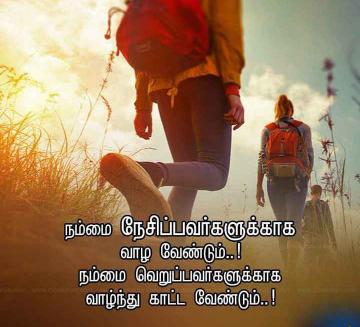 நம்மை நேசிப்பவர்களுக்காக
வாழ வேண்டும்..!
நம்மை வெறுப்பவர்களுக்காக
வாழ்ந்து காட்ட வேண்டும்..!